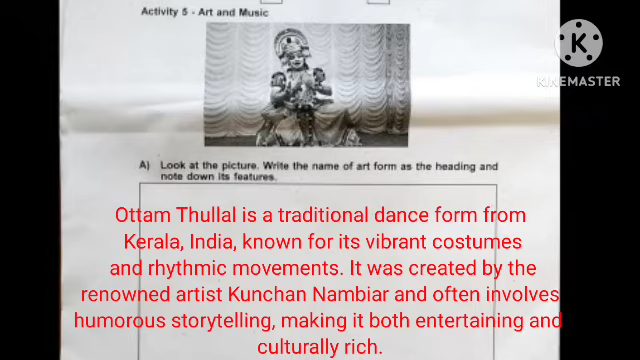 Activity 5 - Art and Music
K
KINEMASTER
A) Look at the picture. Write the name of art form as the heading and
note down its features.
Ottam Thullal is a traditional dance form from
Kerala, India, known for its vibrant costumes
and rhythmic movements. It was created by the
renowned artist Kunchan Nambiar and often involves
humorous storytelling, making it both entertaining and
culturally rich.